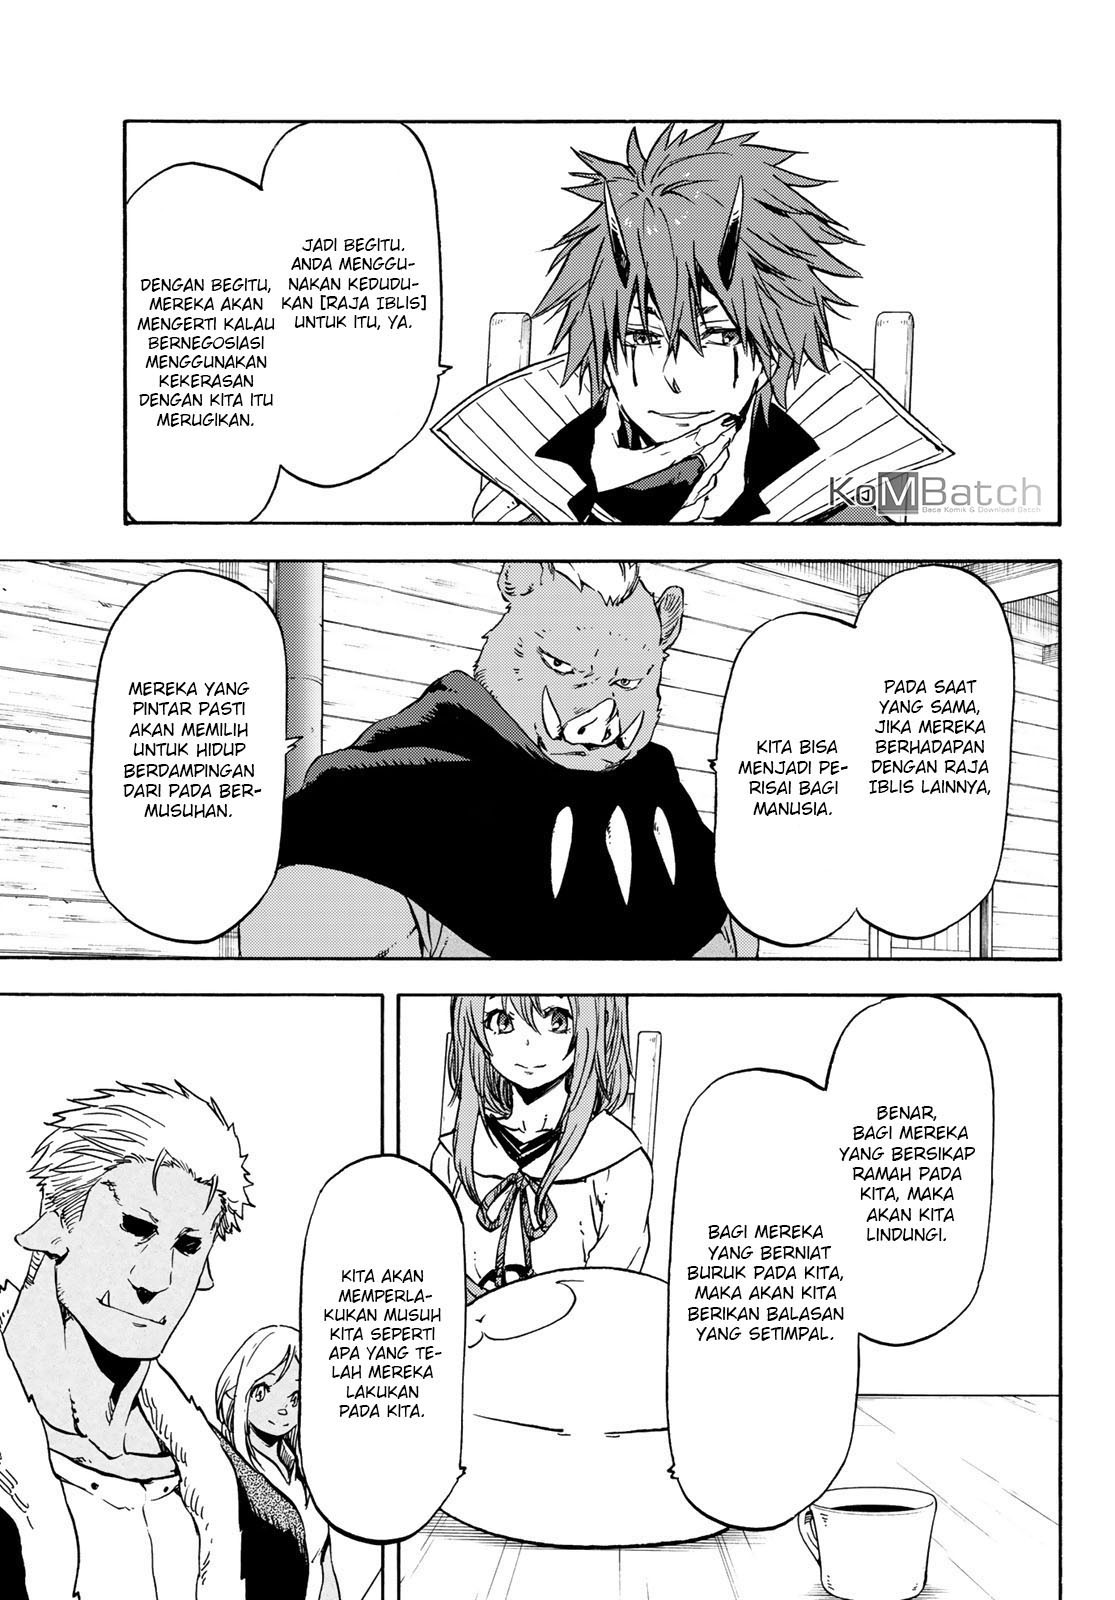 JADI BEGITU.
ANDA MENGGU-
NAKAN KEDUDU-
KAN [RAJA IBLIS]
UNTUK ITU, YA.
DENGAN BEGITU,
MEREKA AKAN
MENGERTI KALAU
BERNEGOSIASI
MENGGUNAKAN
KEKERASAN
DENGAN KITA ITU
MERUGIKAN.
KoMBatch
Baca Komik & Download Batch
PADA SAAT
YANG SAMA,
JIKA MEREKA
BERHADAPAN
DENGAN RAJA
IBLIS LAINNYA,
KITA BISA
MENJADI PE-
RISAI BAGI
MANUSIA.
MEREKA YANG
PINTAR PASTI
AKAN MEMILIH
UNTUK HIDUP
BERDAMPINGAN
DARI PADA BER-
MUSUHAN.
BENAR,
BAGI MEREKA
YANG BERSIKAP
RAMAH PADA
KITA, MAKA
AKAN KITA
LINDUNGI.
BAGI MEREKA
YANG BERNIAT
BURUK PADA KITA,
MAKA AKAN KITA
BERIKAN BALASAN
YANG SETIMPAL.
KITA AKAN
MEMPERLA-
KUKAN MUSUH
KITA SEPERTI
APA YANG TE-
LAH MEREKA
LAKUKAN
PADA KITA.